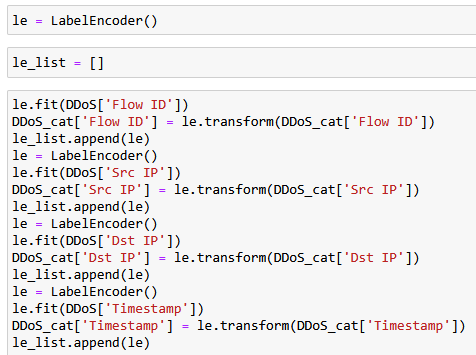 le = LabelEncoder()
le_list = []
le.fit(DDoS['Flow ID'])
DDoS_cat['Flow ID'] = le.transform(DDoS_cat['Flow ID'])
le_list.append(le)
le = LabelEncoder()
le.fit(DDoS['Src IP'])
DDoS_cat['Src IP'] = le.transform(DDoS_cat['Src IP'])
le_list.append(le)
le = LabelEncoder()
le.fit(DDoS['Dst IP'])
DDoS_cat['Dst IP'] = le.transform(DDoS_cat['Dst IP'])
le_list.append(le)
le = LabelEncoder()
le.fit(DDoS['Timestamp'])
DDoS_cat['Timestamp'] = le.transform(DDoS_cat['Timestamp'])
le_list.append(le)